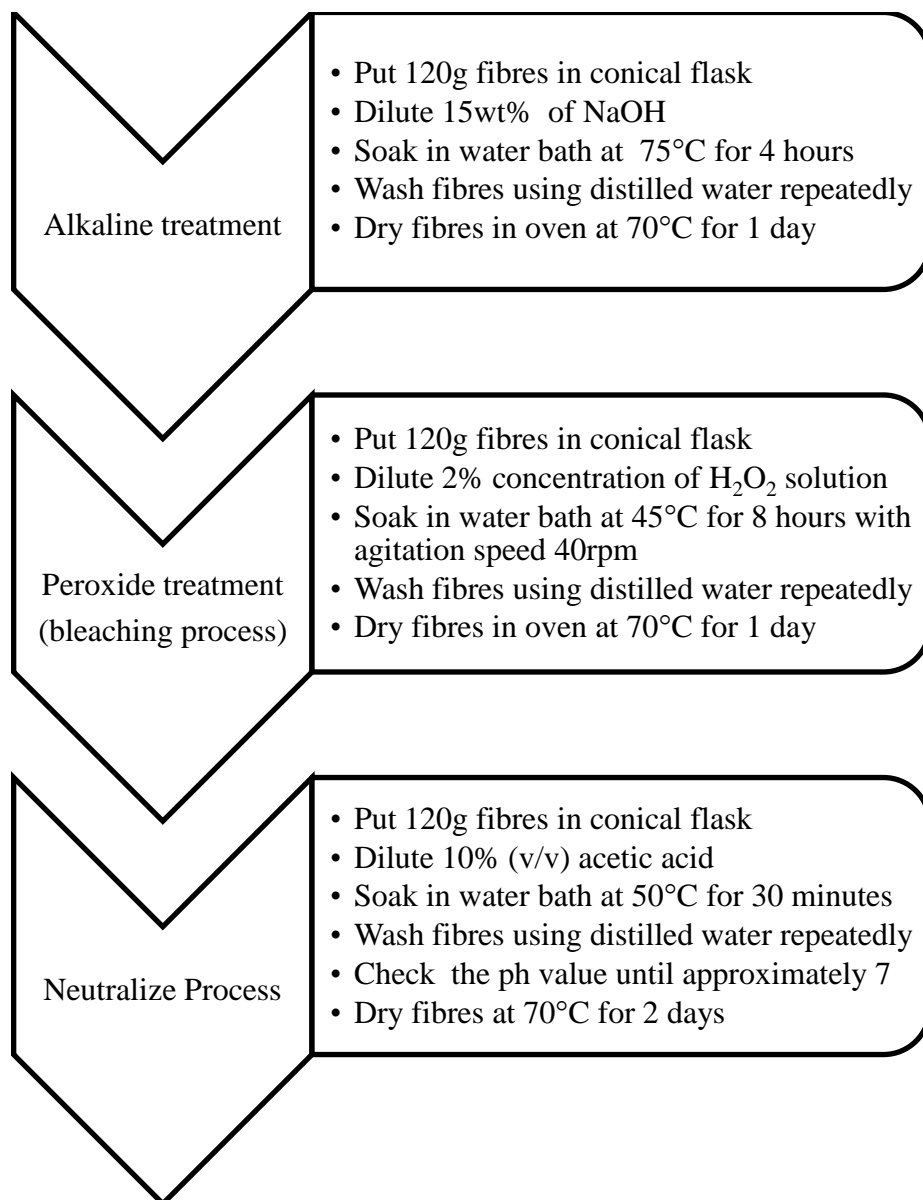 • Put 120g fibres in conical flask
• Dilute 15wt%  of NaOH
• Soak in water bath at  75°C for 4 hours
• Wash fibres using distilled water repeatedly
• Dry fibres in oven at 70°C for 1 day
Alkaline treatment
• Put 120g fibres in conical flask
• Dilute 2% concentration of H₂O₂ solution
• Soak in water bath at 45°C for 8 hours with
agitation speed 40rpm
• Wash fibres using distilled water repeatedly
• Dry fibres in oven at 70°C for 1 day
Peroxide treatment
(bleaching process)
• Put 120g fibres in conical flask
• Dilute 10% (v/v) acetic acid
• Soak in water bath at 50°C for 30 minutes
• Wash fibres using distilled water repeatedly
• Check  the ph value until approximately 7
• Dry fibres at 70°C for 2 days
Neutralize Process